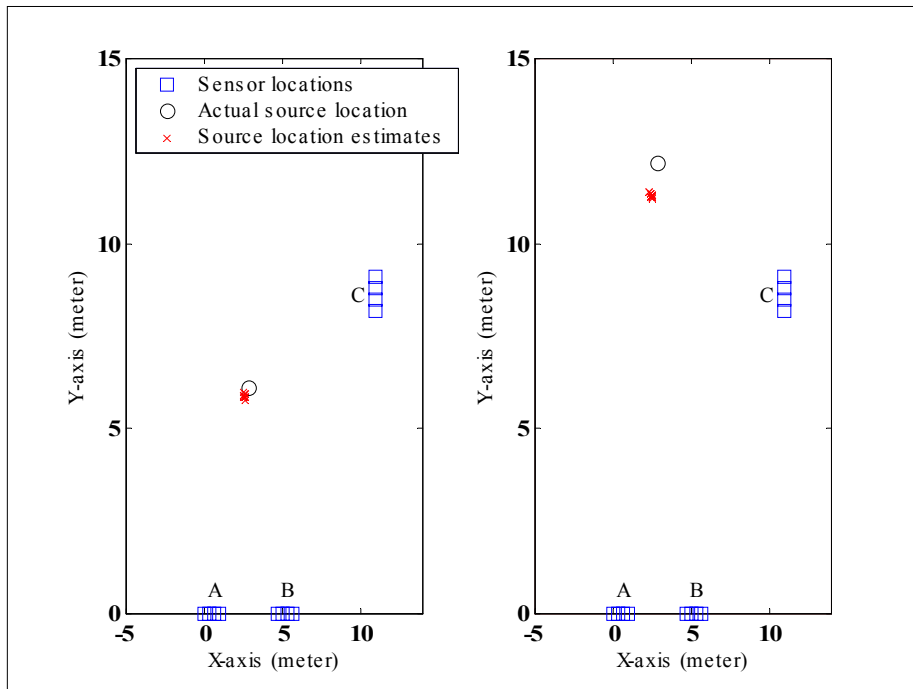 Sensor locations
Actual source location
Source location estimates
15
10
5
0
-5
0
5
10
Y-axis (meter)
X-axis (meter)
A
B
C
15
10
5
0
-5
0
5
10
Y-axis (meter)
X-axis (meter)
A
B
C